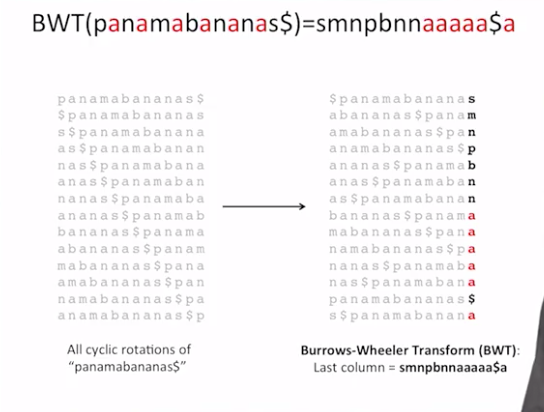 BWT(panamabananas$)=smnpbnnaaaaa$a
panamabananas$
$panamabananas
s$panamabanana
as$panamabanan
nas$panamabana
anas$panamaban
nanas$panamaba
ananas$panamab
bananas$panama
abananas$panam
mabananas$pana
amabananas$pan
namabananas$pa
anamabananas$p
All cyclic rotations of
"panamabananas$"
$panamabananas
abananas$panam
amabananas$pan
anamabananas$p
ananas$panamab
anas$panamaban
as$panamabanan
bananas$panama
mabananas$pana
namabananas$pa
nanas$panamaba
nas$panamabana
panamabananas$
s$panamabanana
Burrows-Wheeler Transform (BWT):
Last column = smnpbnnaaaaa$a